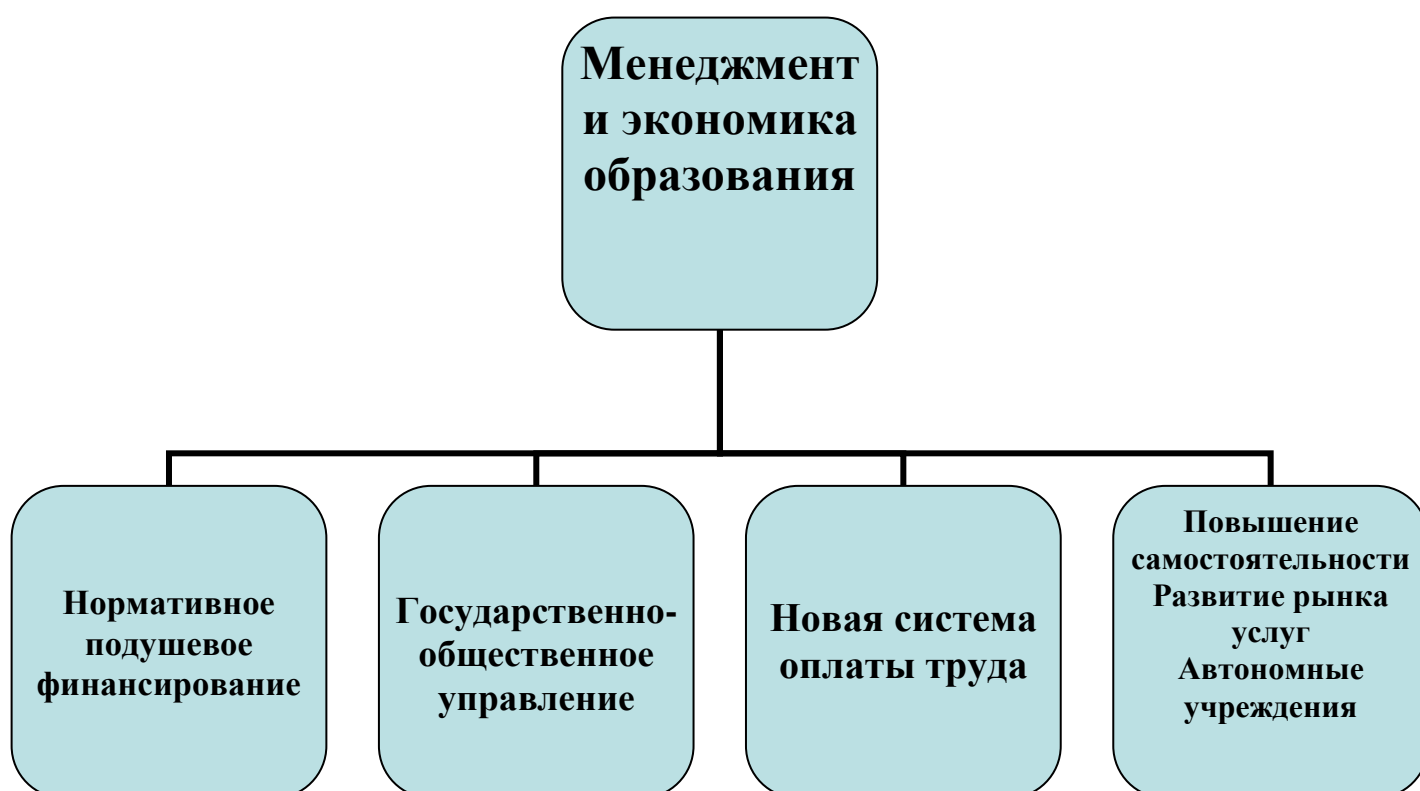 Менеджмент
и экономика
образования
Нормативное
подушевое
финансирование
Государственно-
общественное
управление
Новая система
оплаты труда
Повышение
самостоятельности
Развитие рынка
услуг
Автономные
учреждения